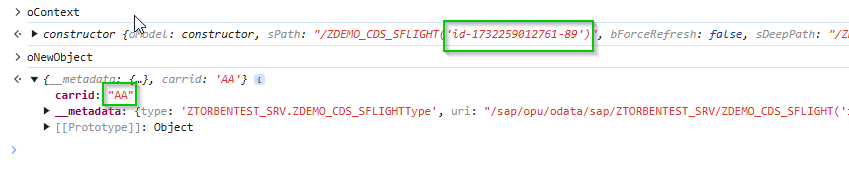 oContext
constructor {oModel: constructor, sPath: "/ZDEMO_CDS_SFLIGHT('id-1732259012761-89')", bForceRefresh: false, sDeepPath: "/Z
oNewObject
{__metadata: {…}, carrid: 'AA'} i
carrid: "AA"
__metadata: {type: 'ZTORBENTEST_SRV.ZDEMO_CDS_SFLIGHTType', uri: "/sap/opu/odata/sap/ZTORBENTEST_SRV/ZDEMO_CDS_SFLIGHT('i
[[Prototype]]: Object